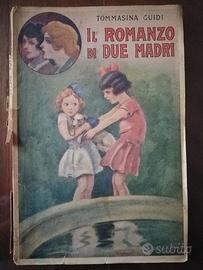 TOMMASINA GUIDI
IL ROMANZO
DI DUE MADRI
subito